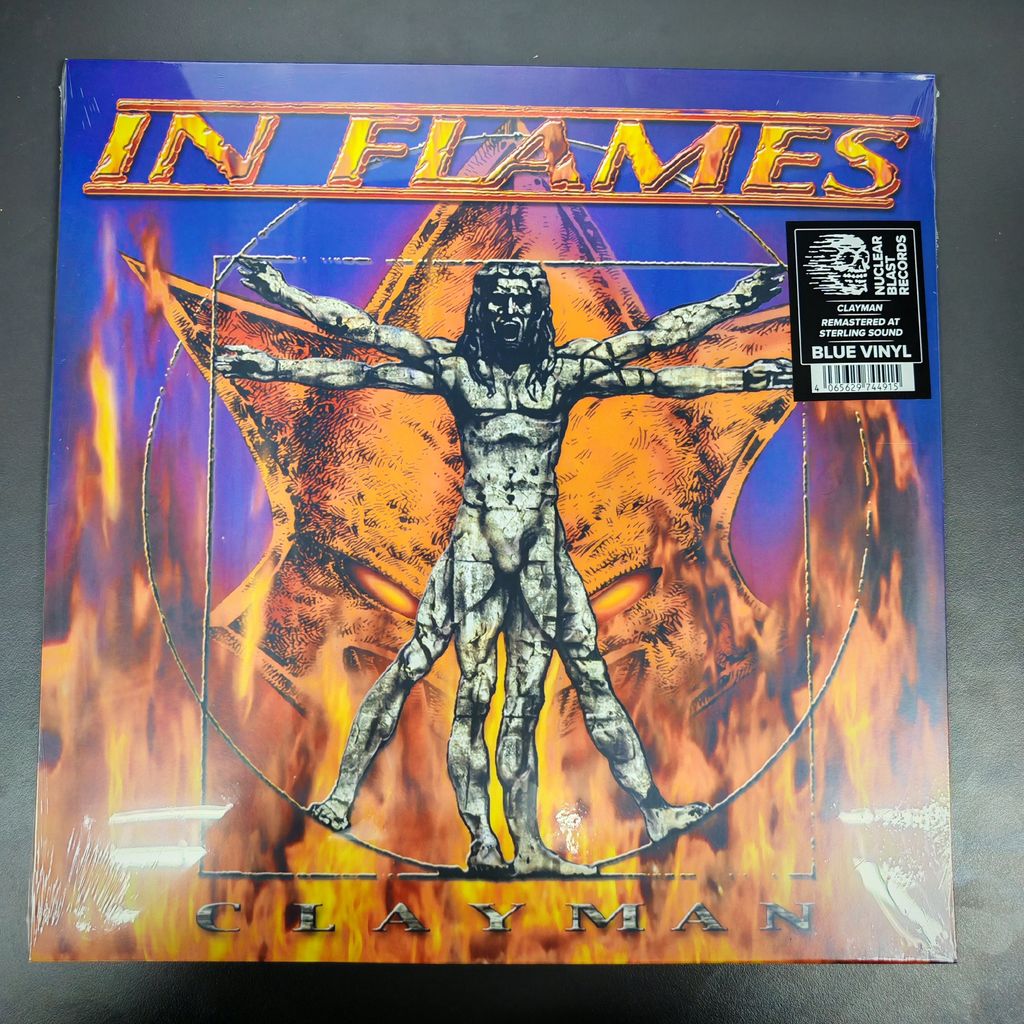 IN FLAMES
NUCLEAR
BLAST
RECORDS
CLAYMAN
REMASTERED AT
STERLING SOUND
BLUE VINYL
4 065629 744915
CLAYMAN